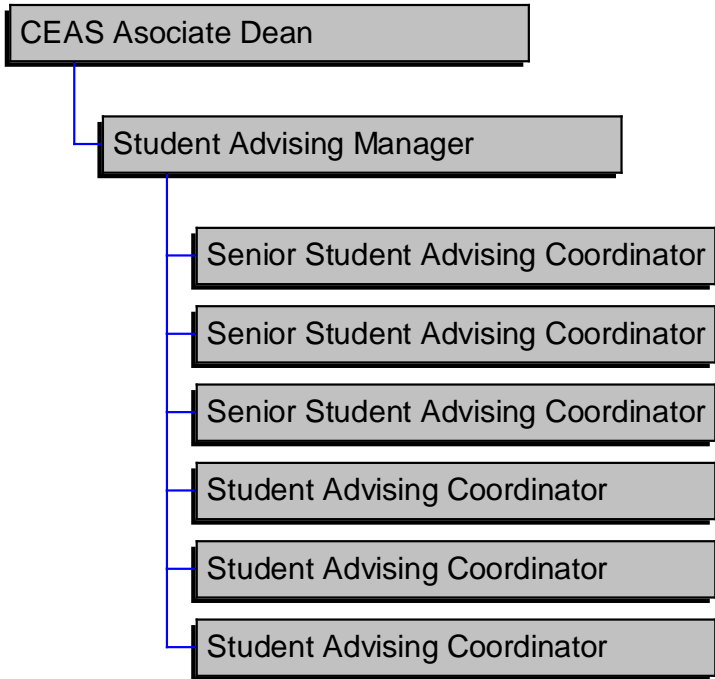 CEAS Asociate Dean
Student Advising Manager
Senior Student Advising Coordinator
Senior Student Advising Coordinator
Senior Student Advising Coordinator
Student Advising Coordinator
Student Advising Coordinator
Student Advising Coordinator